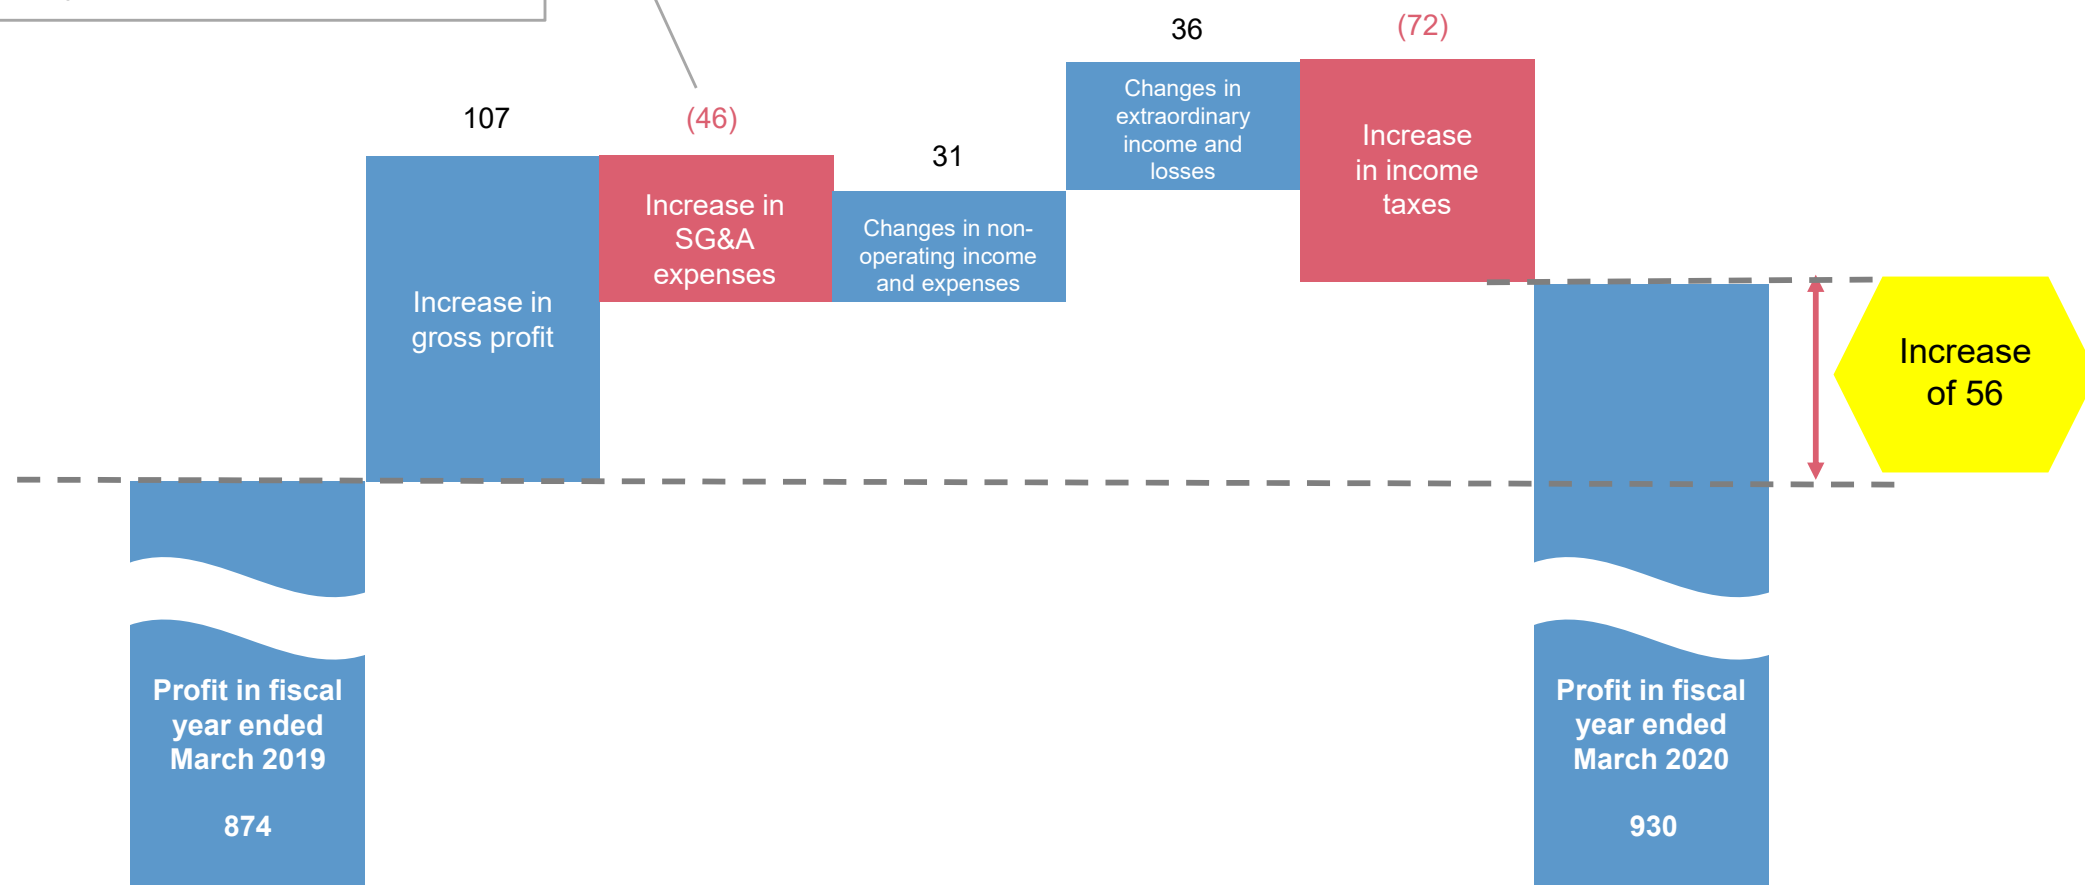 36
(72)
107
(46)
31
Changes in
extraordinary
income and
losses
Increase
in income
taxes
Increase in
SG&A
expenses
Changes in non-
operating income
and expenses
Increase in
gross profit
Increase
of 56
Profit in fiscal
year ended
March 2019
874
Profit in fiscal
year ended
March 2020
930